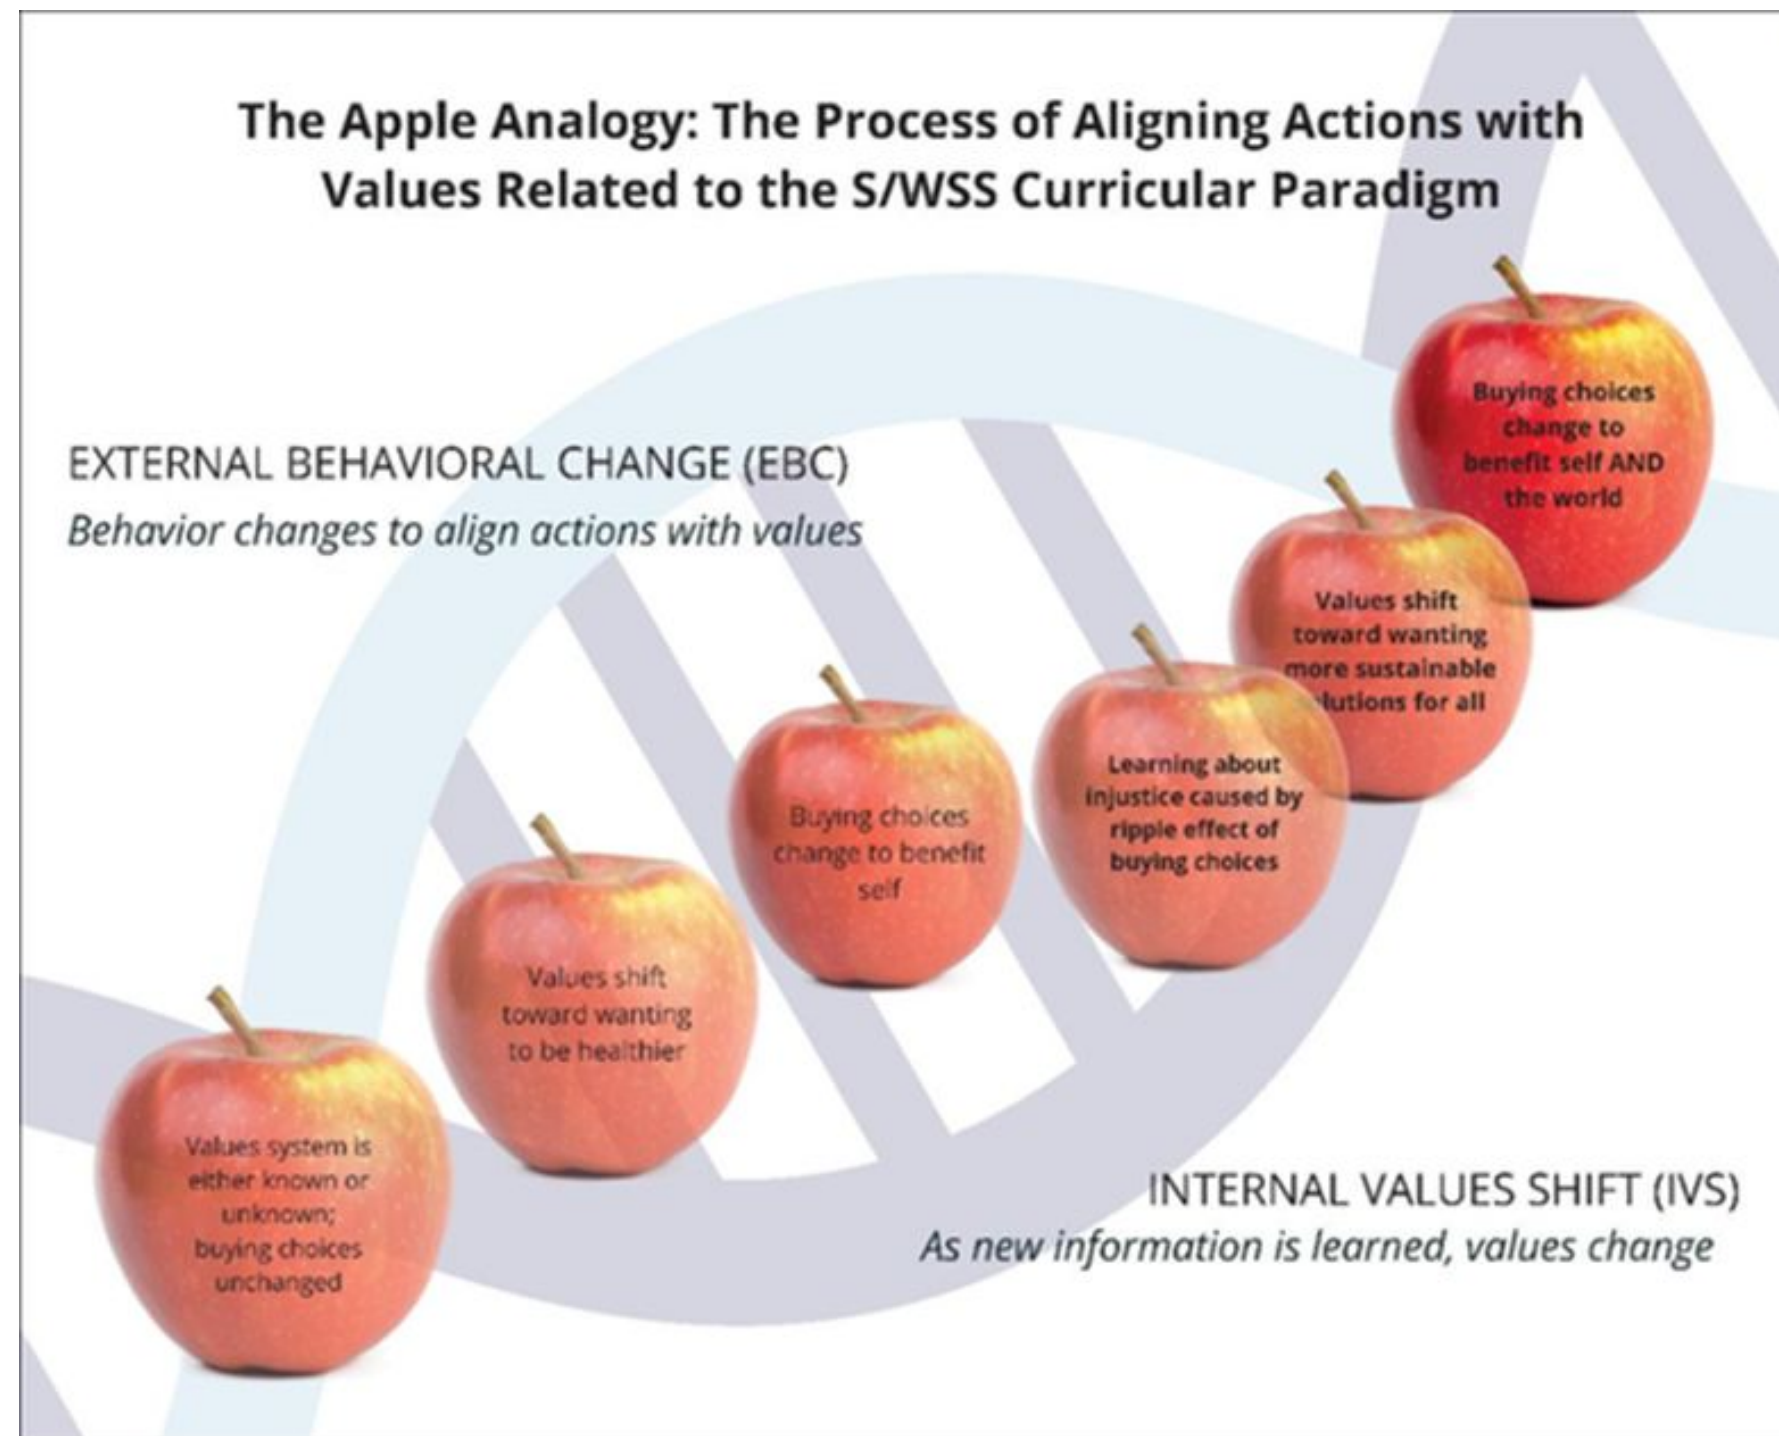 The Apple Analogy: The Process of Aligning Actions with
Values Related to the S/WSS Curricular Paradigm
EXTERNAL BEHAVIORAL CHANGE (EBC)
Behavior changes to align actions with values
Buying choices
change to
benefit self AND
the world
Values shift
toward wanting
more sustainable
lutions for all
Learning about
injustice caused by
ripple effect of
buying choices
Buying choices
change to benefit
self
Values shift
toward wanting
to be healthier
Values system is
either known or
unknown;
buying choices
unchanged
INTERNAL VALUES SHIFT (IVS)
As new information is learned, values change